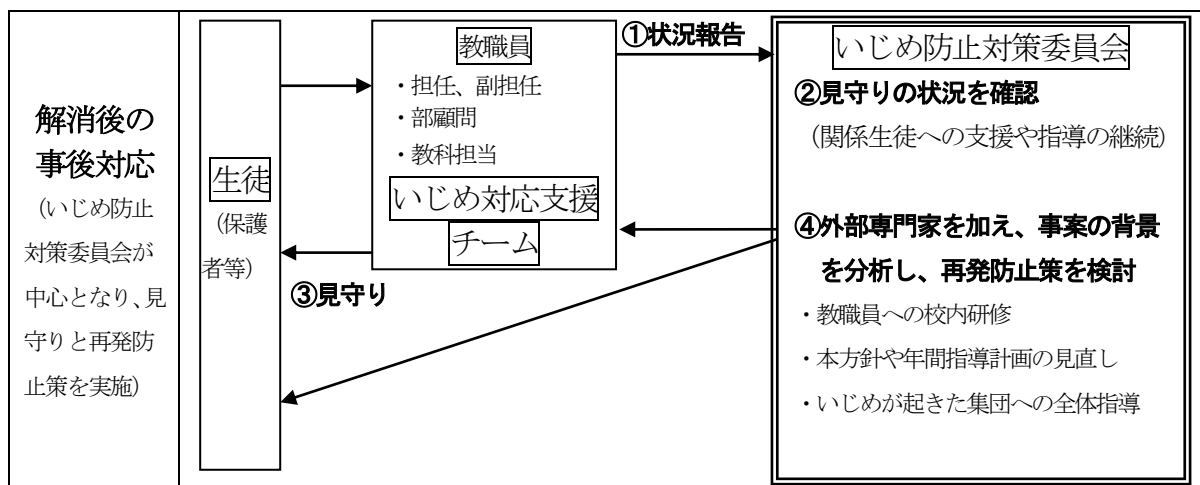 解消後の
事後対応
（いじめ防止
対策委員会が
中心となり、見
守りと再発防
止策を実施）
生徒
（保護
者等）
教職員
・担任、副担任
・部顧問
・教科担当
いじめ対応支援
チーム
①状況報告
③見守り
いじめ防止対策委員会
②見守りの状況を確認
（関係生徒への支援や指導の継続）
④外部専門家を加え、事案の背景
を分析し、再発防止策を検討
・教職員への校内研修
・本方針や年間指導計画の見直し
・いじめが起きた集団への全体指導